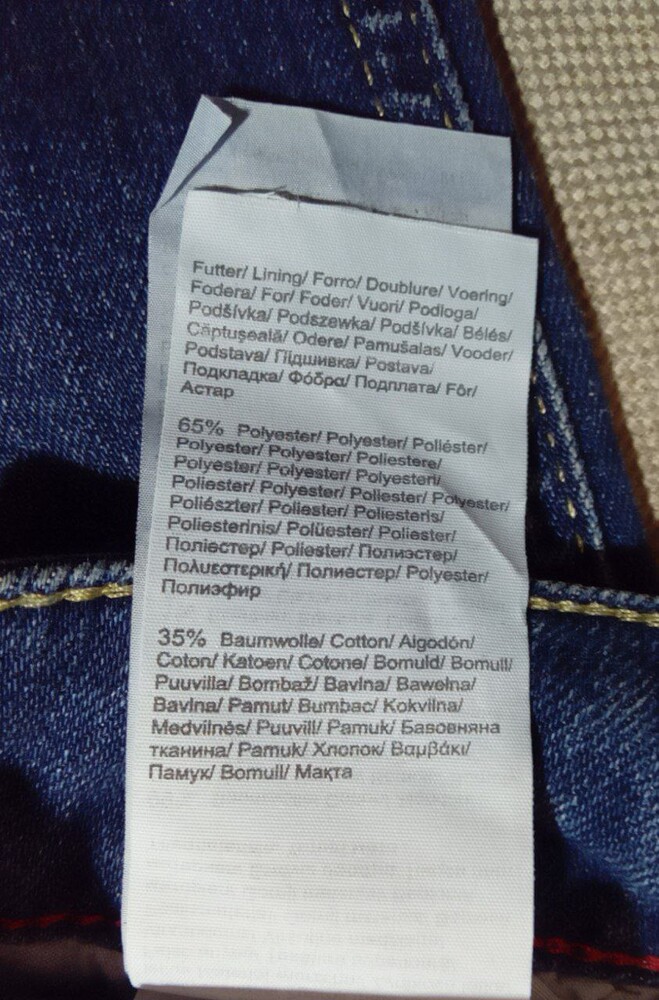 Futter/ Lining/ Forro/ Doublure/ Voering/
Fodera/ For/ Foder/ Vuori/ Podloga/
Podšívka/ Podszewka/ Podšívka/ Bélés/
Căptuşeală/ Odere/ Pamušalas/ Vooder/
Podstava/ Підшивка/ Postava/
Подкладка/ Φόδρα/ Подплата/ Fôr/
Астар
65% Polyester/ Polyester/ Poliéster/
Polyester/ Polyester/ Poliestere/
Polyester/ Polyester/ Polyesteri/
Poliester/ Polyester/ Poliester/ Polyester/
Poliészter/ Poliester/ Poliesteris/
Poliesterinis/ Polüester/ Poliester/
Поліестер/ Poliester/ Полиэстер/
Πολυεστερική/ Полиестер/ Polyester/
Полиэфир
35% Baumwolle/ Cotton/ Algodón/
Coton/ Katoen/ Cotone/ Bomuld/ Bomull/
Puuvilla/ Bombaž/ Bavlna/ Bawełna/
Bavlna/ Pamut/ Bumbac/ Kokvilna/
Medvilnės/ Puuvill/ Pamuk/ Бавовняна
тканина/ Pamuk/ Хлопок/ Βαμβάκι/
Памук/ Bomull/ Мақта